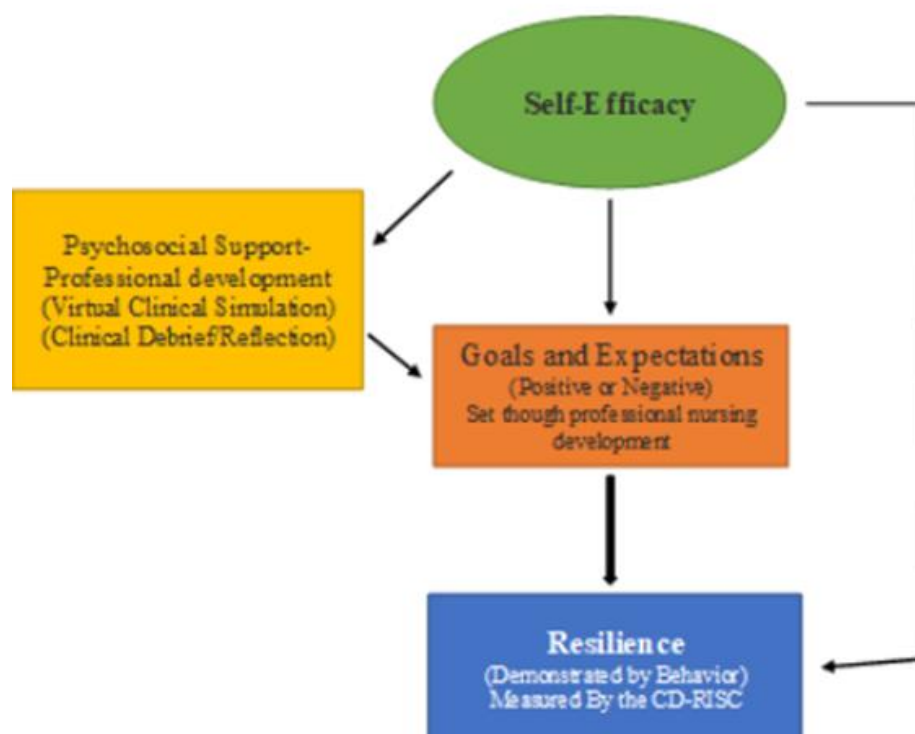 Self-Efficacy
Psychosocial Support-
Professional development
(Virtual Clinical Simulation)
(Clinical Debrief/Reflection)
Goals and Expectations
(Positive or Negative)
Set though professional nursing
development
Resilience
(Demonstrated by Behavior)
Measured By the CD-RISC